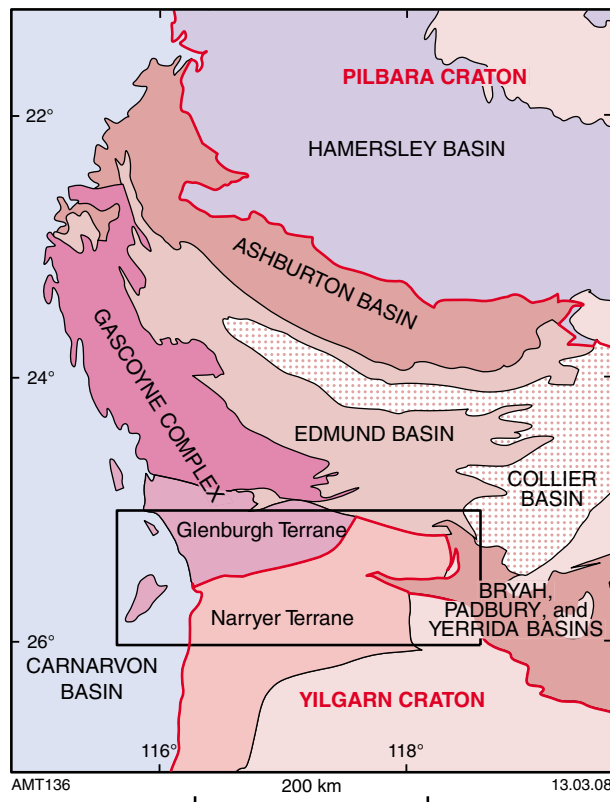 PILBARA CRATON
22°
HAMERSLEY BASIN
ASHBURTON BASIN
GASCOYNE COMPLEX
24°
EDMUND BASIN
COLLIER
BASIN
Glenburgh Terrane
BRYAH,
PADBURY, and
YERRIDA BASINS
Narryer Terrane
26°
CARNARVON
BASIN
YILGARN CRATON
116°
118°
AMT136
200 km
13.03.08